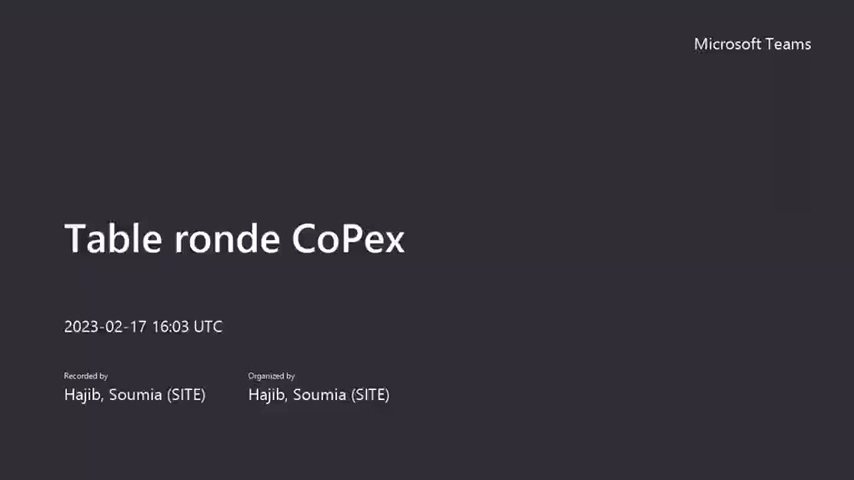 Microsoft Teams
Table ronde CoPex
2023-02-17 16:03 UTC
Recorded by
Organized by
Hajib, Soumia (SITE)
Hajib, Soumia (SITE)